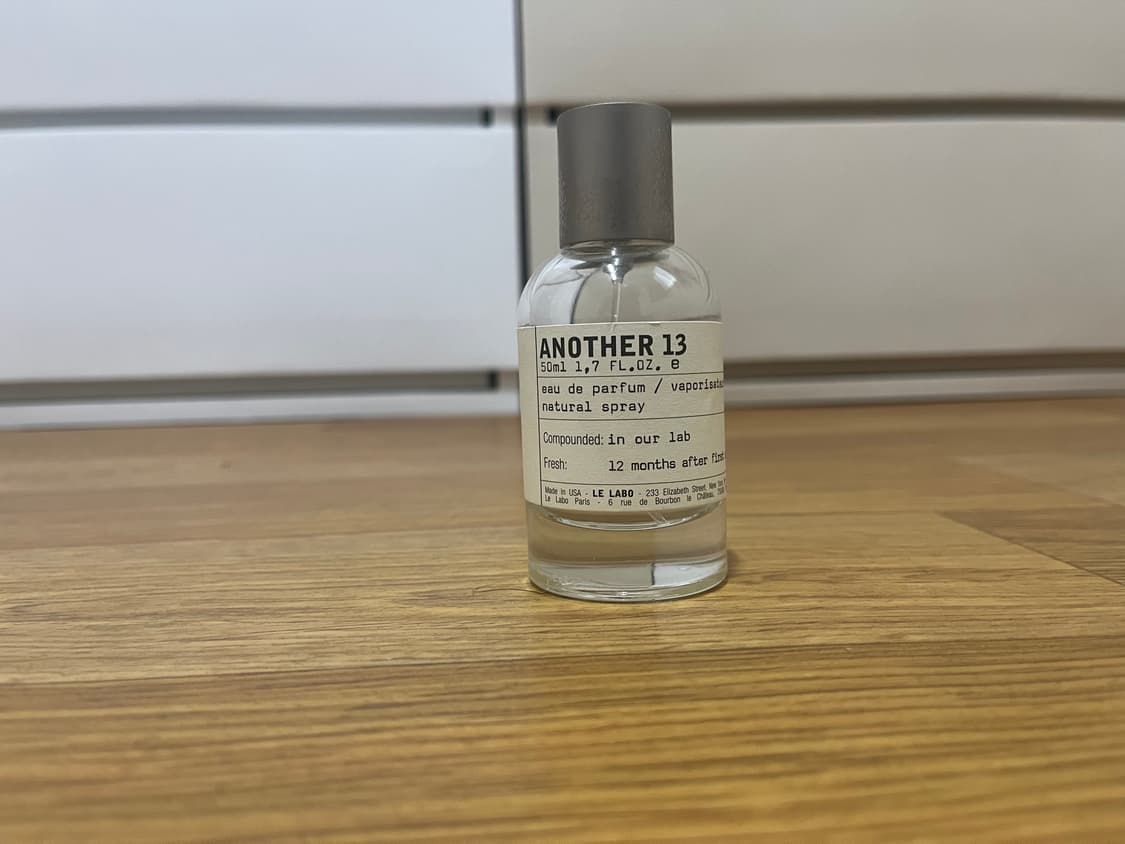 ANOTHER 13
50ml 1,7 FL.OZ. e
eau de parfum / vaporisateu
natural spray
Compounded: in our lab
Fresh: 12 months after first
Made in USA - LE LABO - 233 Elizabeth Street, New
Le Labo Paris - 6 rue de Bourbon le Château,